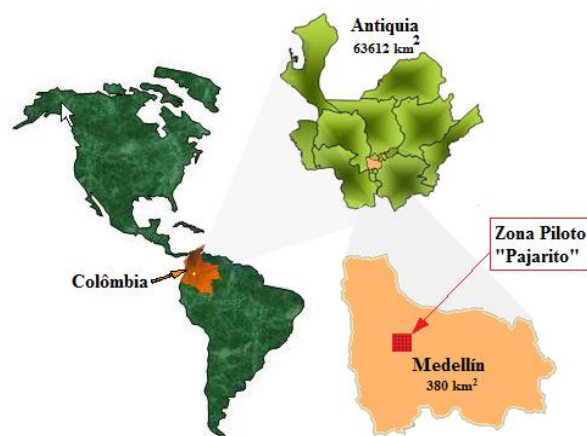 Antiquia
63612 km²
Zona Piloto
"Pajarito"
Colômbia
Medellín
380 km²